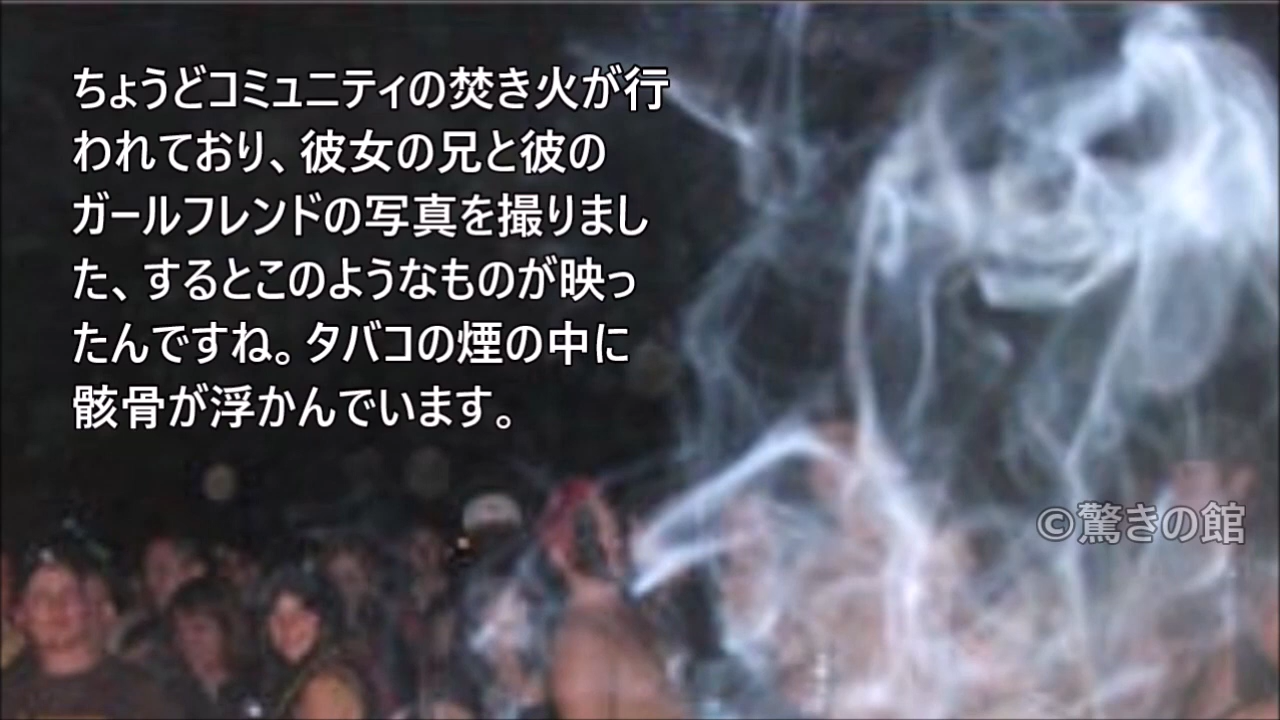 ちょうどコミュニティの焚き火が行
われており、彼女の兄と彼の
ガールフレンドの写真を撮りまし
た、するとこのようなものが映っ
たんですね。タバコの煙の中に
骸骨が浮かんでいます。
©驚きの館